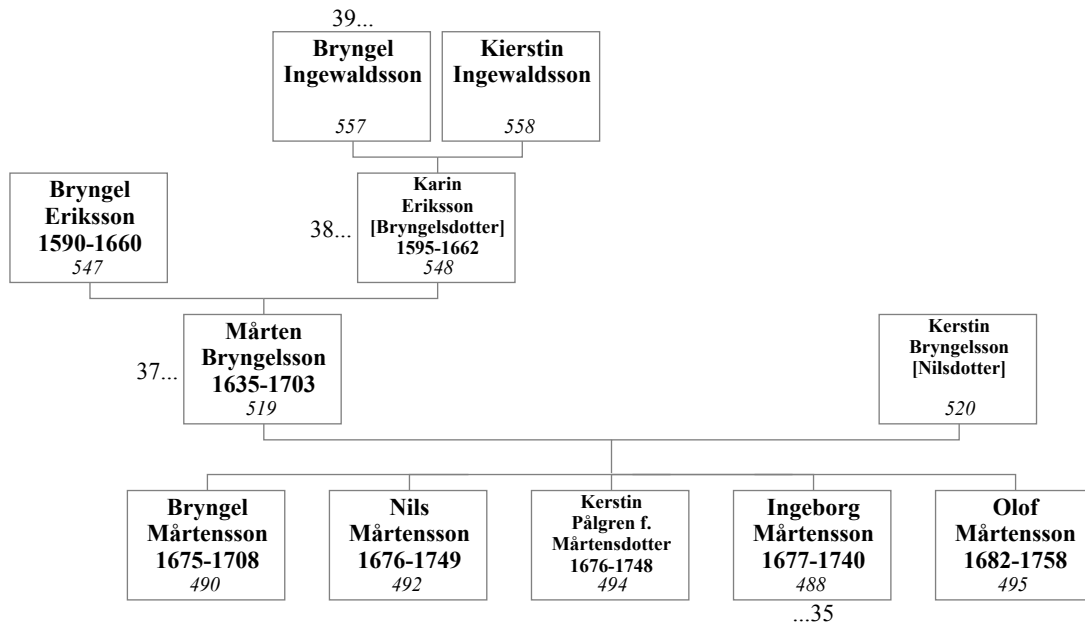 39...
Bryngel
Ingewaldsson
557
Kierstin
Ingewaldsson
558
Bryngel
Eriksson
1590-1660
547
38...
Karin
Eriksson
[Bryngelsdotter]
1595-1662
548
37...
Mårten
Bryngelsson
1635-1703
519
Kerstin
Bryngelsson
[Nilsdotter]
520
Bryngel
Mårtensson
1675-1708
490
Nils
Mårtensson
1676-1749
492
Kerstin
Pålgren f.
Mårtensdotter
1676-1748
494
Ingeborg
Mårtensson
1677-1740
488
Olof
Mårtensson
1682-1758
495
...35